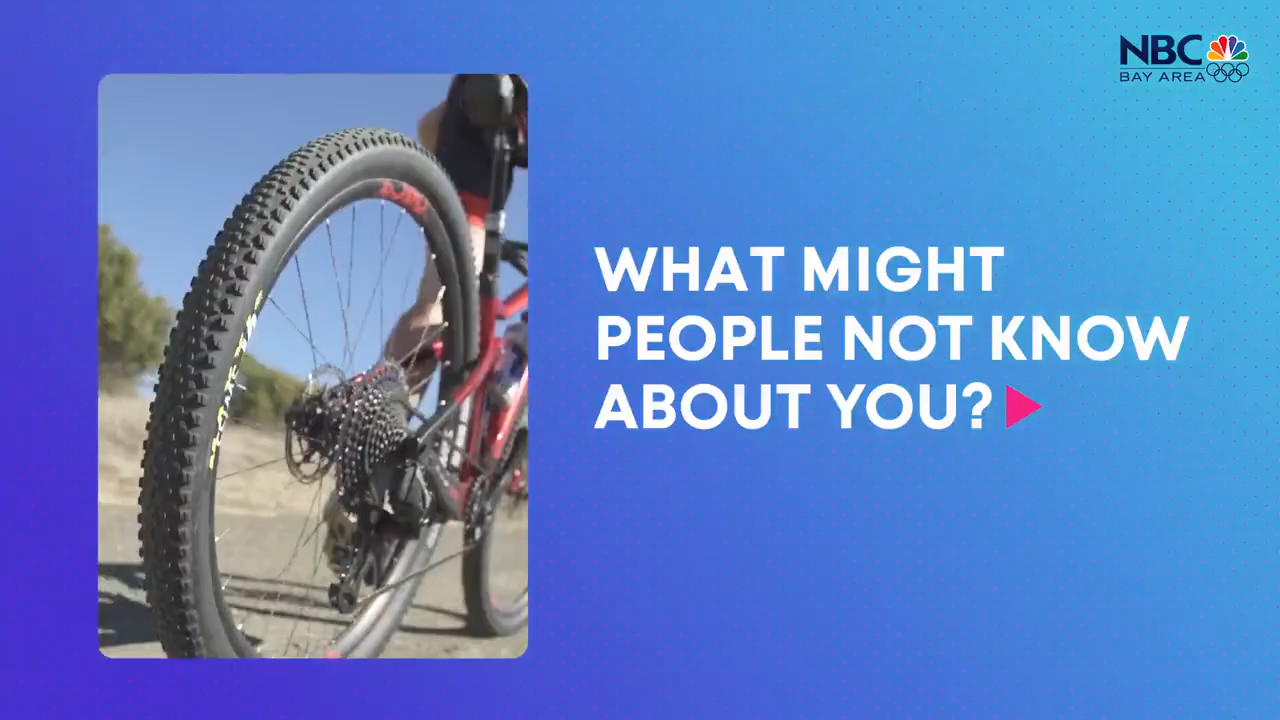 NBC
BAY AREA
WHAT MIGHT
PEOPLE NOT KNOW
ABOUT YOU?